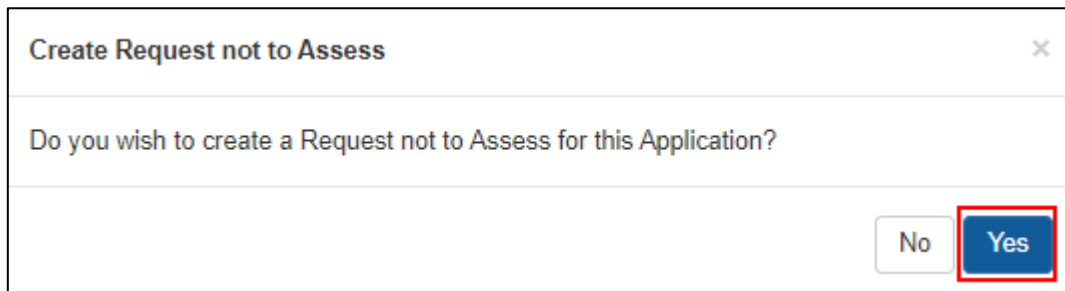 Create Request not to Assess ×
Do you wish to create a Request not to Assess for this Application?
No Yes